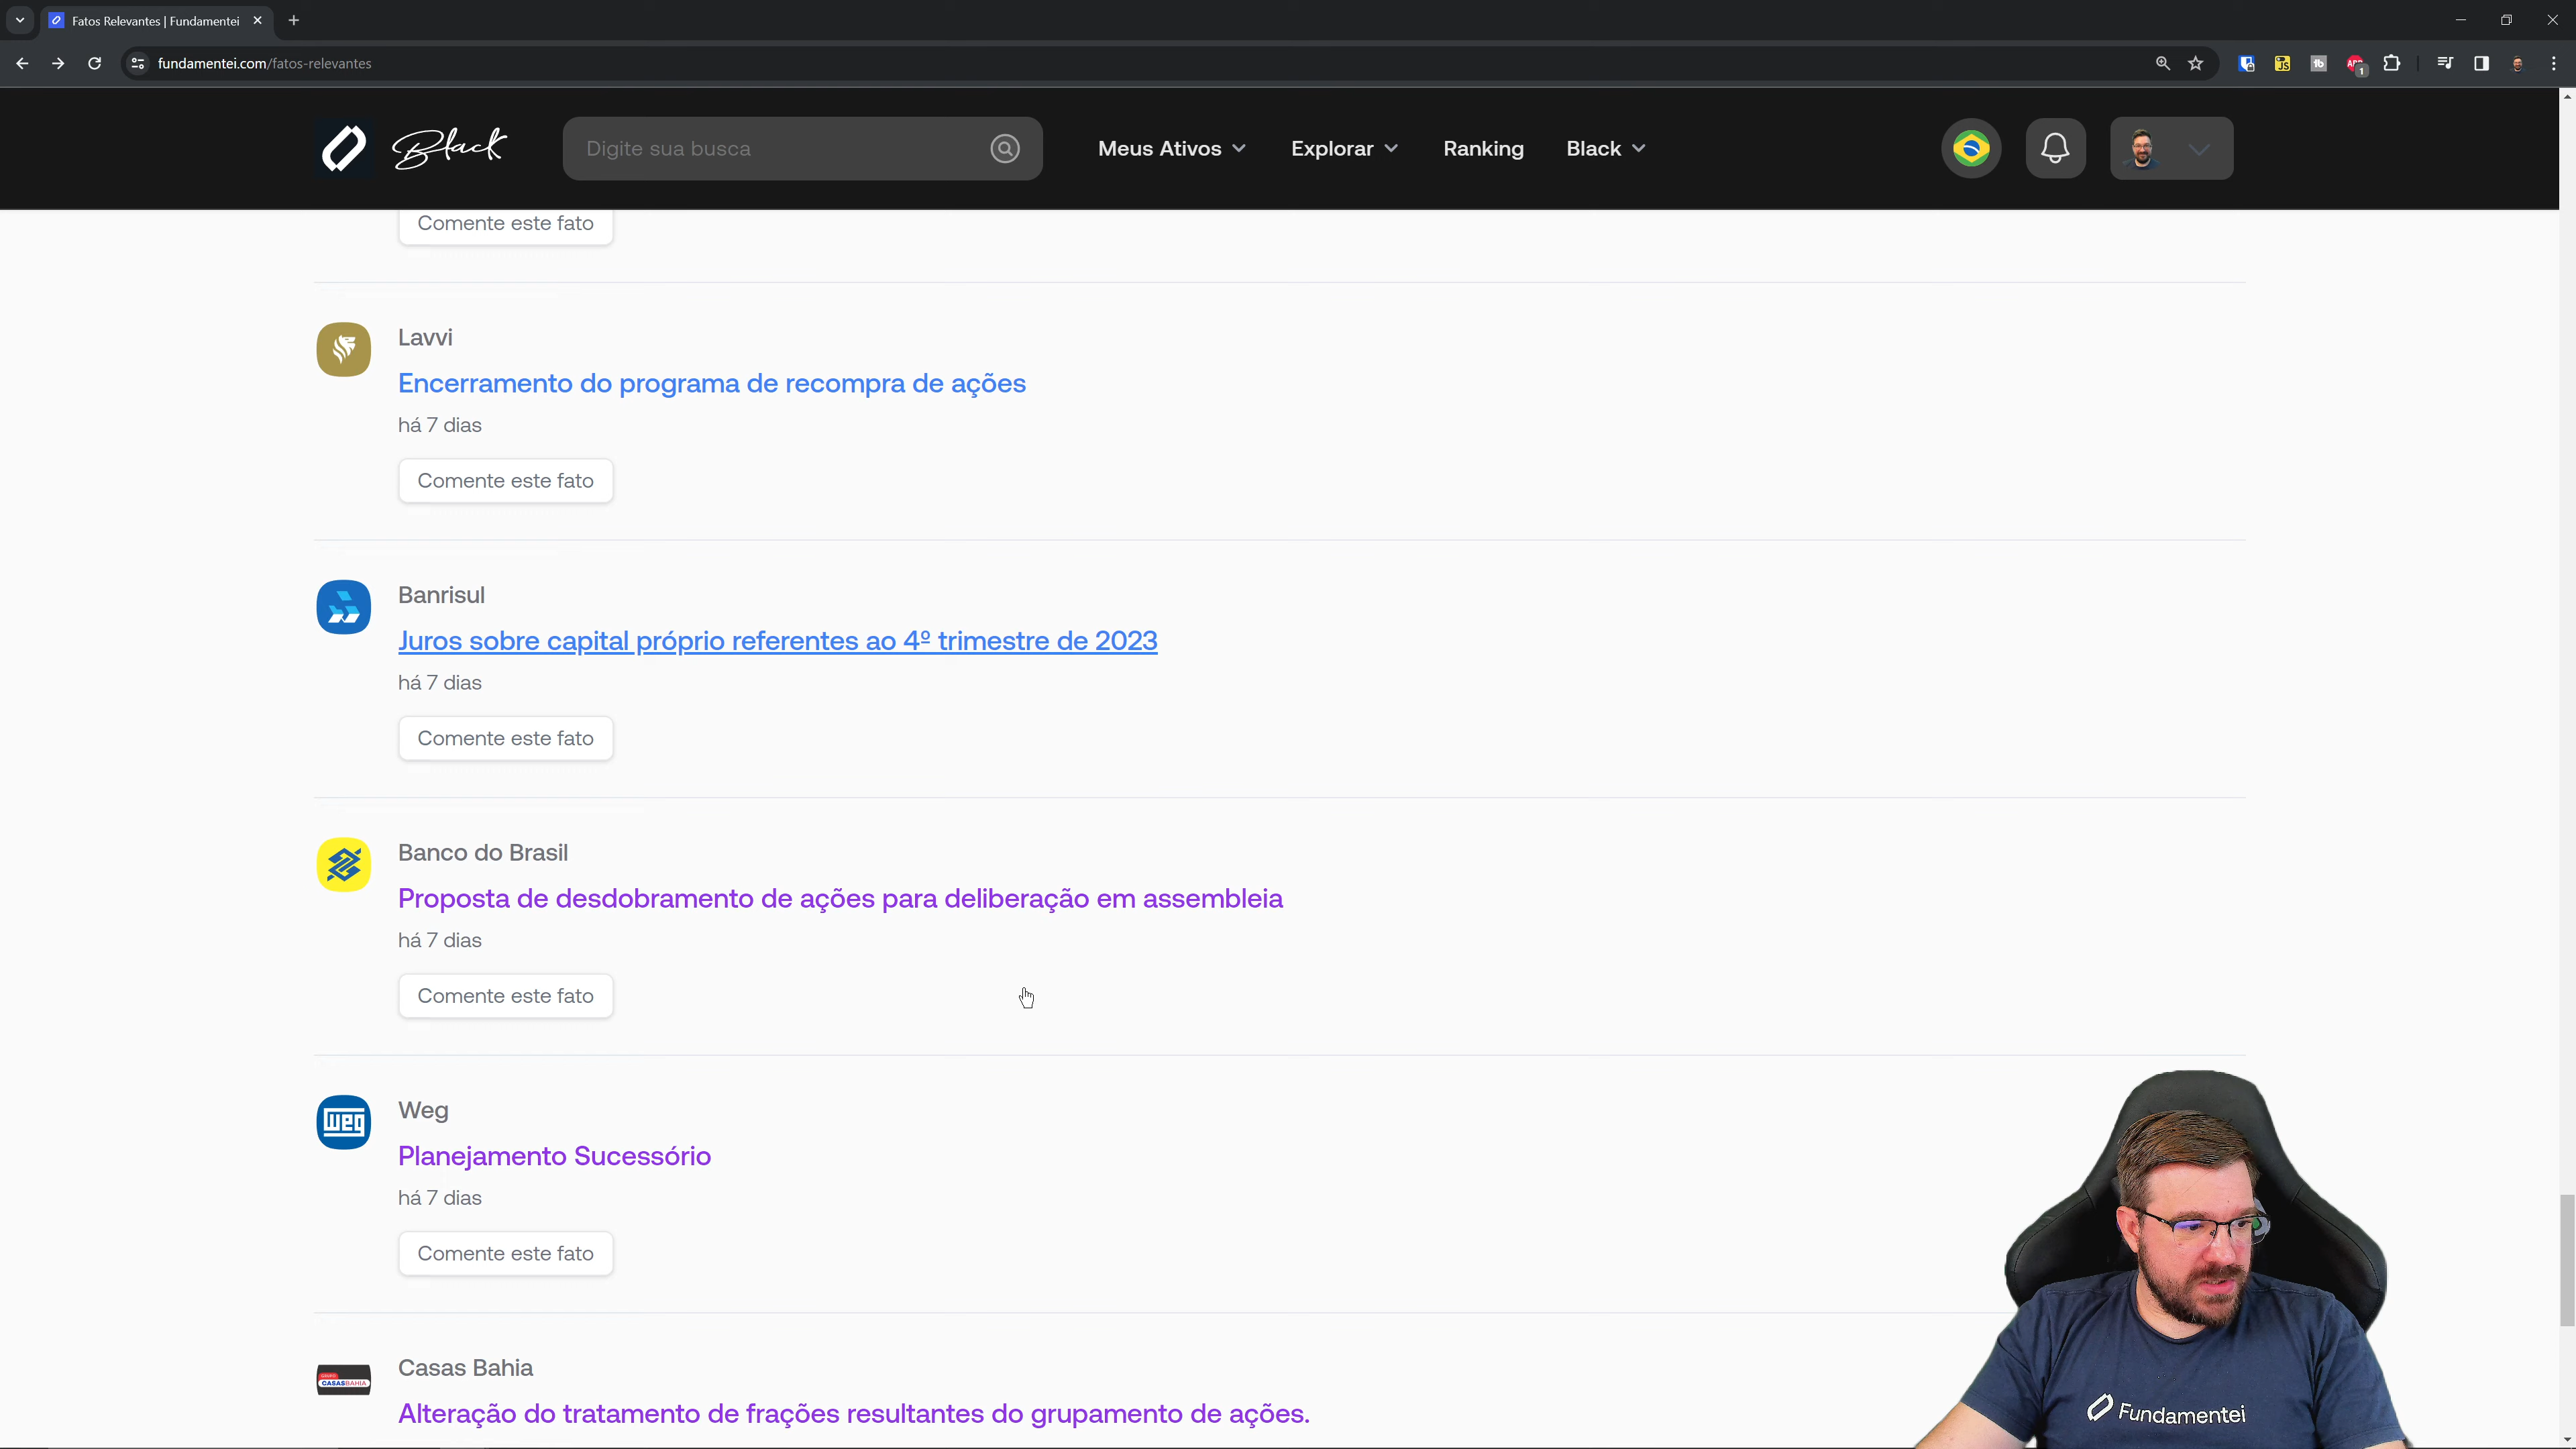 Fatos Relevantes | Fundamentei
fundamentei.com/fatos-relevantes
Black
Digite sua busca
Meus Ativos
Explorar
Ranking
Black
Comente este fato
Lavvi
Encerramento do programa de recompra de ações
há 7 dias
Comente este fato
Banrisul
Juros sobre capital próprio referentes ao 4º trimestre de 2023
há 7 dias
Comente este fato
Banco do Brasil
Proposta de desdobramento de ações para deliberação em assembleia
há 7 dias
Comente este fato
Weg
weg
Planejamento Sucessório
há 7 dias
Comente este fato
Casas Bahia
CASASBAHIA
Alteração do tratamento de frações resultantes do grupamento de ações.
Fundamentei